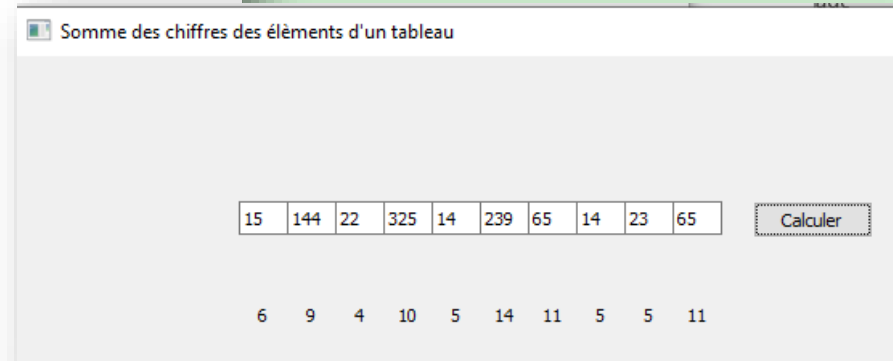 Somme des chiffres des élèments d'un tableau
15 144 22 325 14 239 65 14 23 65 Calculer
6 9 4 10 5 14 11 5 5 11